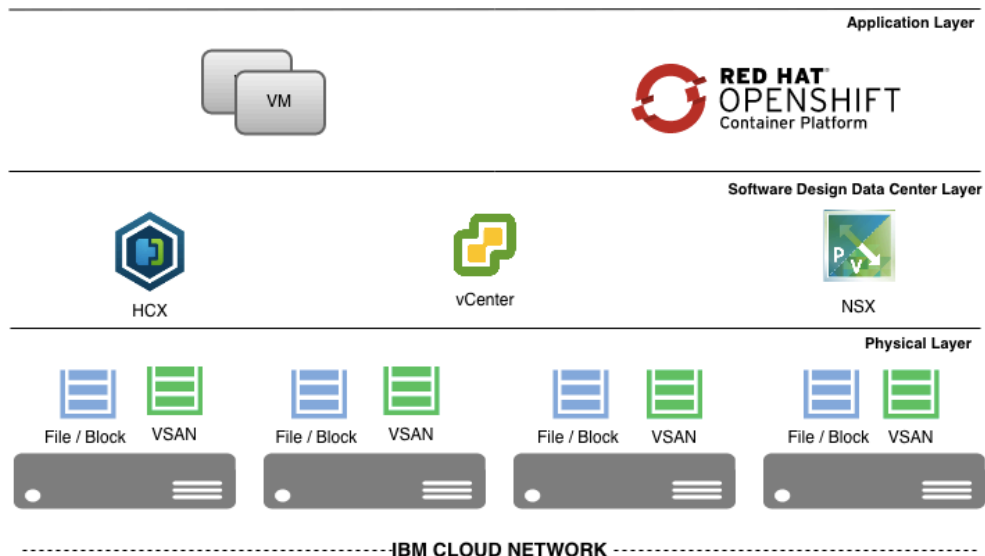 Application Layer
VM
RED HAT®
OPENSHIFT
Container Platform
Software Design Data Center Layer
P
V
HCX
vCenter
NSX
Physical Layer
File / Block VSAN File / Block VSAN File / Block VSAN File / Block VSAN
IBM CLOUD NETWORK